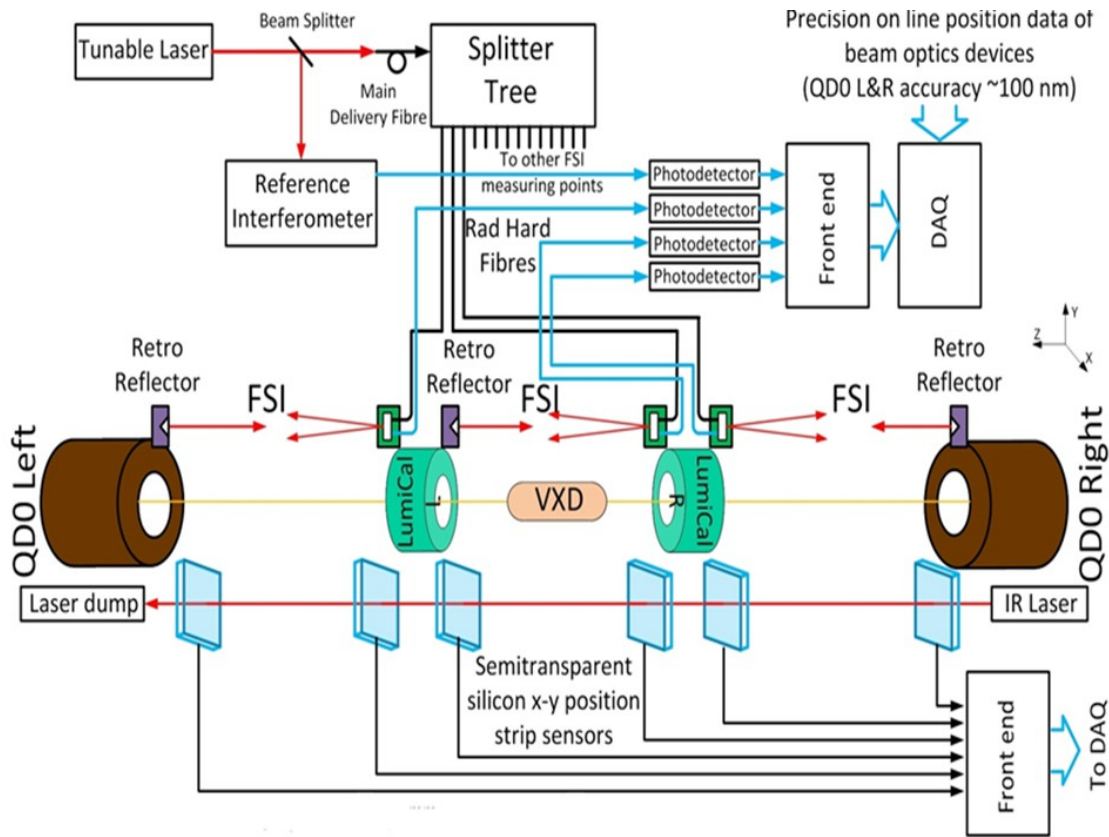 Tunable Laser
Beam Splitter
Main
Delivery Fibre
Splitter
Tree
Precision on line position data of
beam optics devices
(QD0 L&R accuracy ~100 nm)
To other FSI
measuring points
Reference
Interferometer
Rad Hard
Fibres
Photodetector
Photodetector
Photodetector
Photodetector
Front end
DAQ
Y
Z
X
Retro
Reflector
FSI
Retro
Reflector
FSI
FSI
Retro
Reflector
QD0 Left
LumiCal
L
VXD
R
LumiCal
QD0 Right
Laser dump
IR Laser
Semitransparent
silicon x-y position
strip sensors
Front end
To DAQ